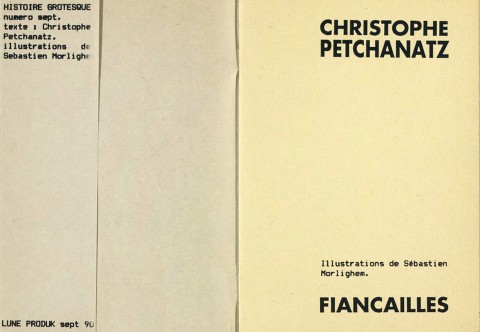 HISTOIRE GROTESQUE
numero sept.
texte : Christophe
Petchanatz.
illustrations de
Sebastien Morlighe
LUNE PRODUK sept 90
CHRISTOPHE
PETCHANATZ
Illustrations de Sébastien
Morlighem.
FIANCAILLES